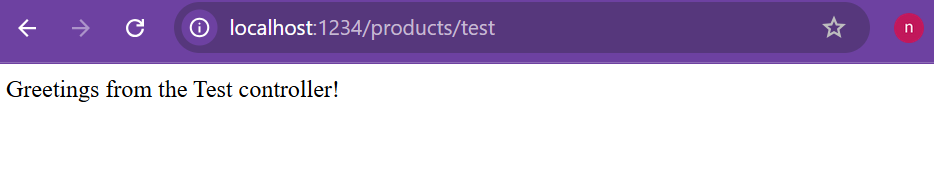 localhost:1234/products/test
n
Greetings from the Test controller!